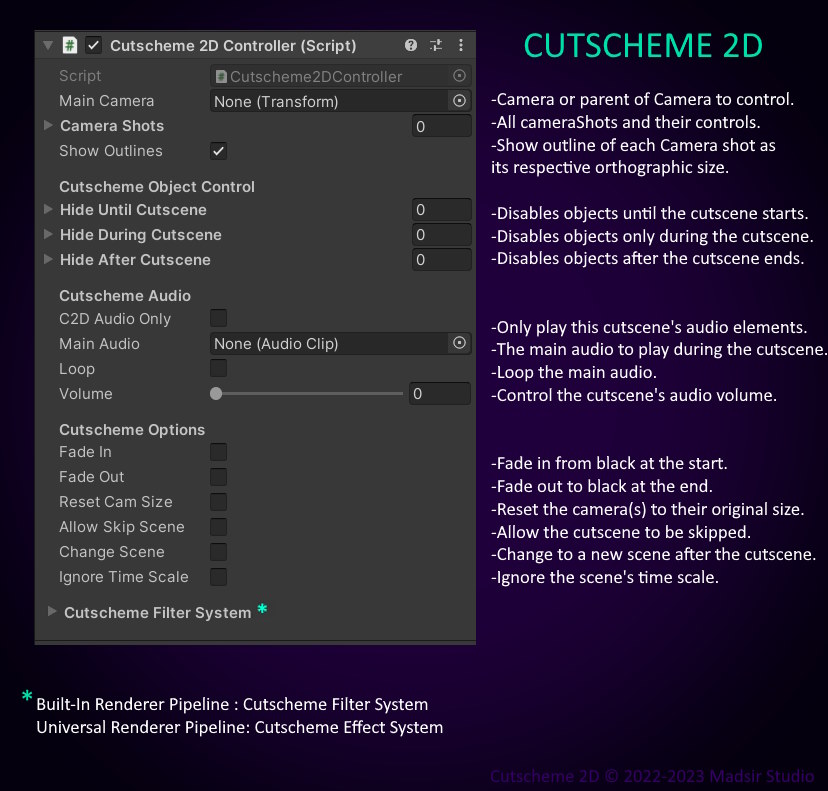 CUTSCHEME 2D
Cutscheme 2D Controller (Script)
Script
# Cutscheme2DController
Main Camera
None (Transform)
Camera Shots
0
Show Outlines
Cutscheme Object Control
Hide Until Cutscene
0
Hide During Cutscene
0
Hide After Cutscene
0
Cutscheme Audio
C2D Audio Only
Main Audio
None (Audio Clip)
Loop
Volume
0
Cutscheme Options
Fade In
Fade Out
Reset Cam Size
Allow Skip Scene
Change Scene
Ignore Time Scale
Cutscheme Filter System *
-Camera or parent of Camera to control.
-All cameraShots and their controls.
-Show outline of each Camera shot as
its respective orthographic size.
-Disables objects until the cutscene starts.
-Disables objects only during the cutscene.
-Disables objects after the cutscene ends.
-Only play this cutscene's audio elements.
-The main audio to play during the cutscene.
-Loop the main audio.
-Control the cutscene's audio volume.
-Fade in from black at the start.
-Fade out to black at the end.
-Reset the camera(s) to their original size.
-Allow the cutscene to be skipped.
-Change to a new scene after the cutscene.
-Ignore the scene's time scale.
* Built-In Renderer Pipeline : Cutscheme Filter System
Universal Renderer Pipeline: Cutscheme Effect System
Cutscheme 2D © 2022-2023 Madsir Studio